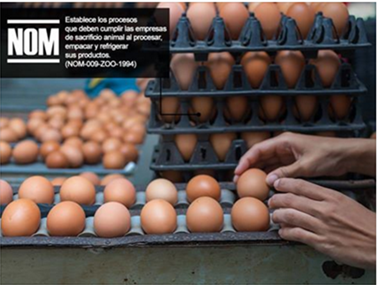 NOM
Establece los procesos
que deben cumplir las empresas
de sacrificio animal al procesar,
empacar y refrigerar
sus productos.
(NOM-009-ZOO-1994)